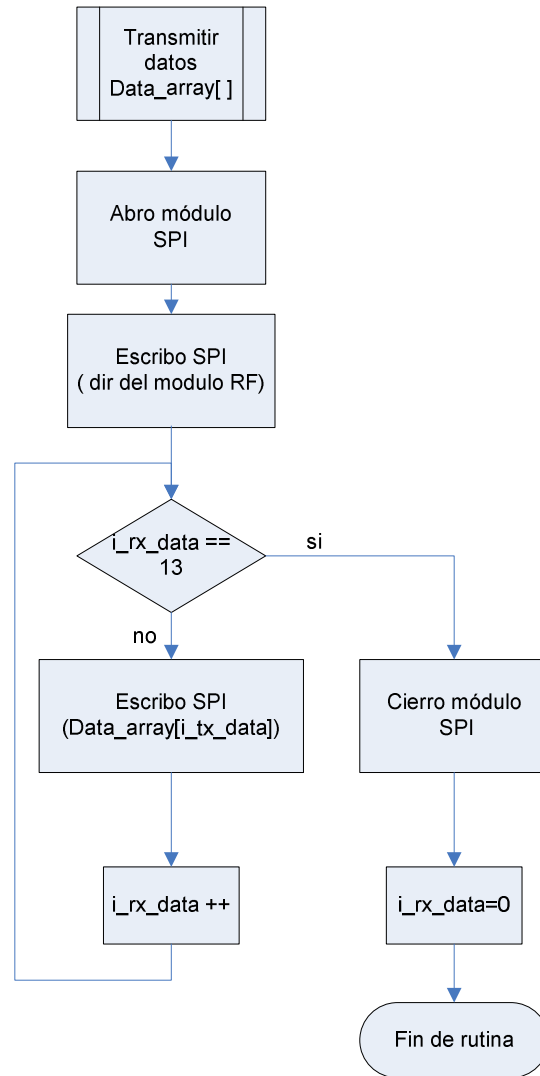 Transmitir
datos
Data_array[ ]
Abro módulo
SPI
Escribo SPI
( dir del modulo RF)
i_rx_data ==
13
si
no
Escribo SPI
(Data_array[i_tx_data])
Cierro módulo
SPI
i_rx_data ++
i_rx_data=0
Fin de rutina